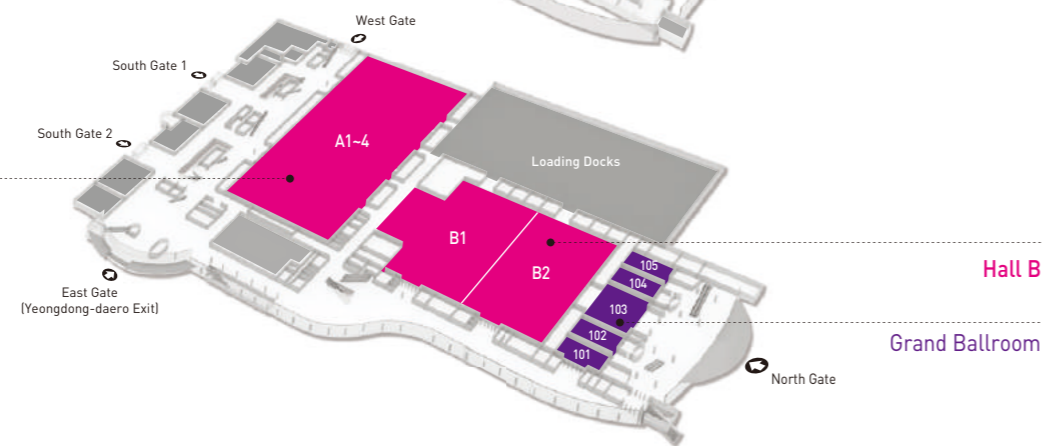 West Gate
South Gate 1
South Gate 2
A1~4
Loading Docks
B1
B2
105
104
103
102
101
Hall B
Grand Ballroom
East Gate
(Yeongdong-daero Exit)
North Gate